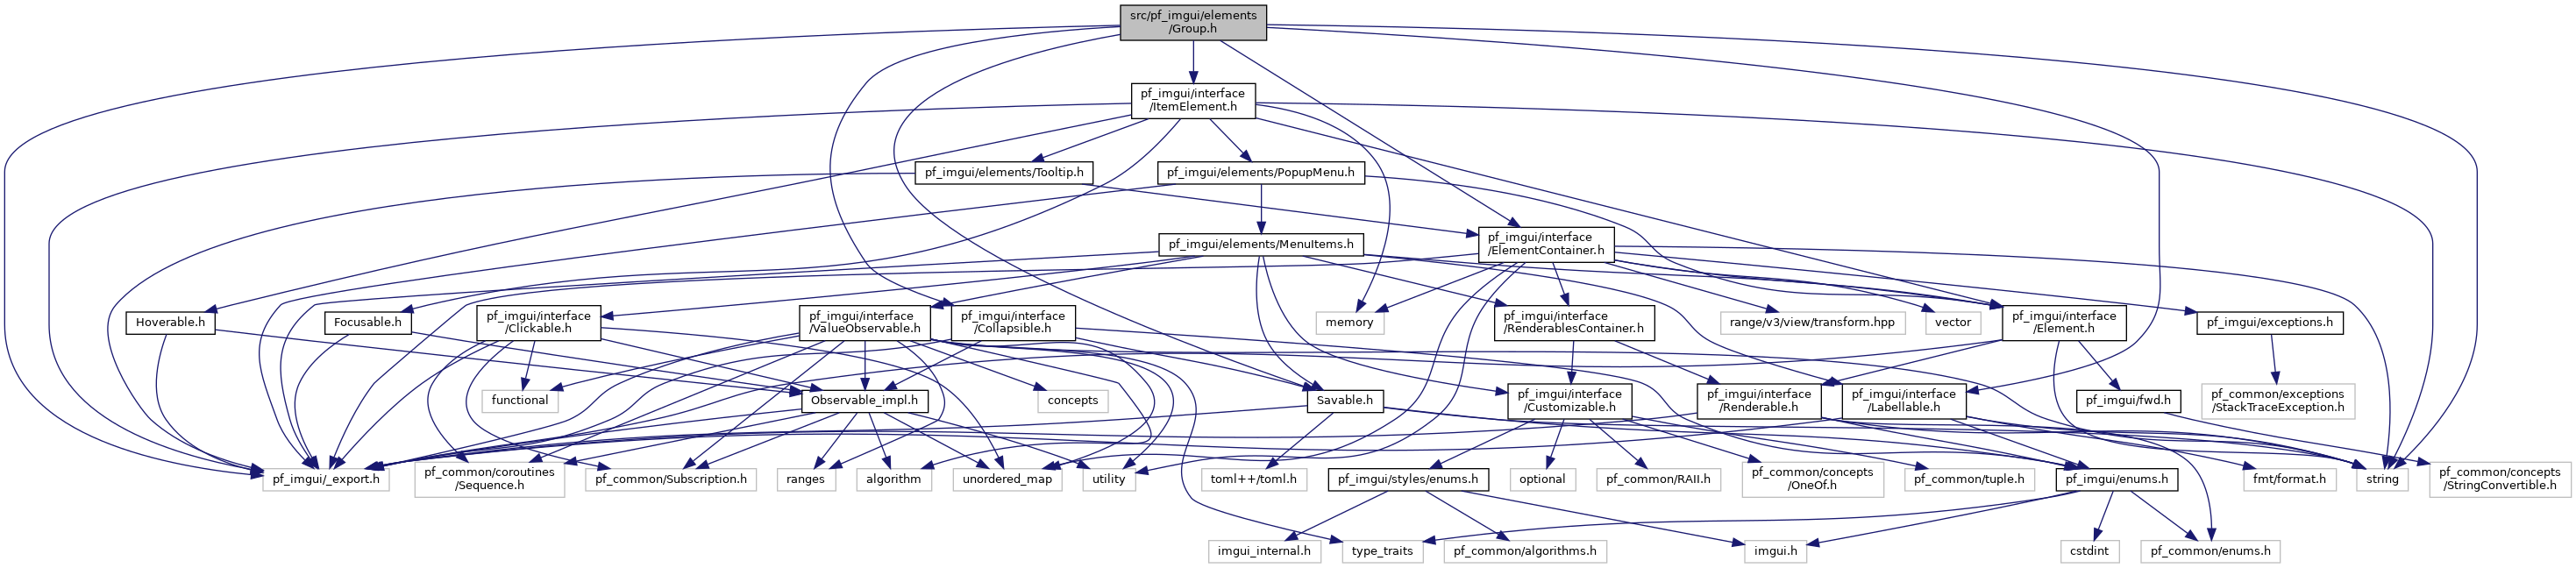 src/pf_imgui/elements
/Group.h
pf_imgui/interface
/ItemElement.h
pf_imgui/elements/Tooltip.h
pf_imgui/elements/PopupMenu.h
pf_imgui/elements/MenuItems.h
pf_imgui/interface
/ElementContainer.h
Hoverable.h
Focusable.h
pf_imgui/interface
/Clickable.h
pf_imgui/interface
/ValueObservable.h
pf_imgui/interface
/Collapsible.h
memory
pf_imgui/interface
/RenderablesContainer.h
range/v3/view/transform.hpp
vector
pf_imgui/interface
/Element.h
pf_imgui/exceptions.h
functional
Observable_impl.h
concepts
Savable.h
pf_imgui/interface
/Customizable.h
pf_imgui/interface
/Renderable.h
pf_imgui/interface
/Labellable.h
pf_imgui/fwd.h
pf_common/exceptions
/StackTraceException.h
pf_imgui/_export.h
pf_common/coroutines
/Sequence.h
pf_common/Subscription.h
ranges
algorithm
unordered_map
utility
toml++/toml.h
pf_imgui/styles/enums.h
optional
pf_common/RAII.h
pf_common/concepts
/OneOf.h
pf_common/tuple.h
pf_imgui/enums.h
fmt/format.h
string
pf_common/concepts
/StringConvertible.h
imgui_internal.h
type_traits
pf_common/algorithms.h
imgui.h
cstdint
pf_common/enums.h